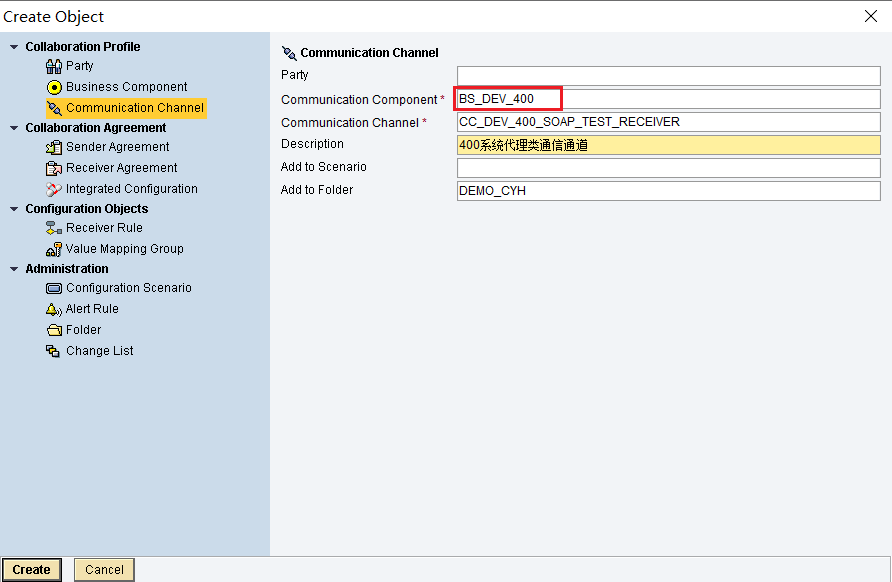 Create Object
Collaboration Profile
Party
Business Component
Communication Channel
Collaboration Agreement
Sender Agreement
Receiver Agreement
Integrated Configuration
Configuration Objects
Receiver Rule
Value Mapping Group
Administration
Configuration Scenario
Alert Rule
Folder
Change List
Communication Channel
Party
Communication Component * BS_DEV_400
Communication Channel * CC_DEV_400_SOAP_TEST_RECEIVER
Description 400系统代理类通信通道
Add to Scenario
Add to Folder DEMO_CYH
Create Cancel